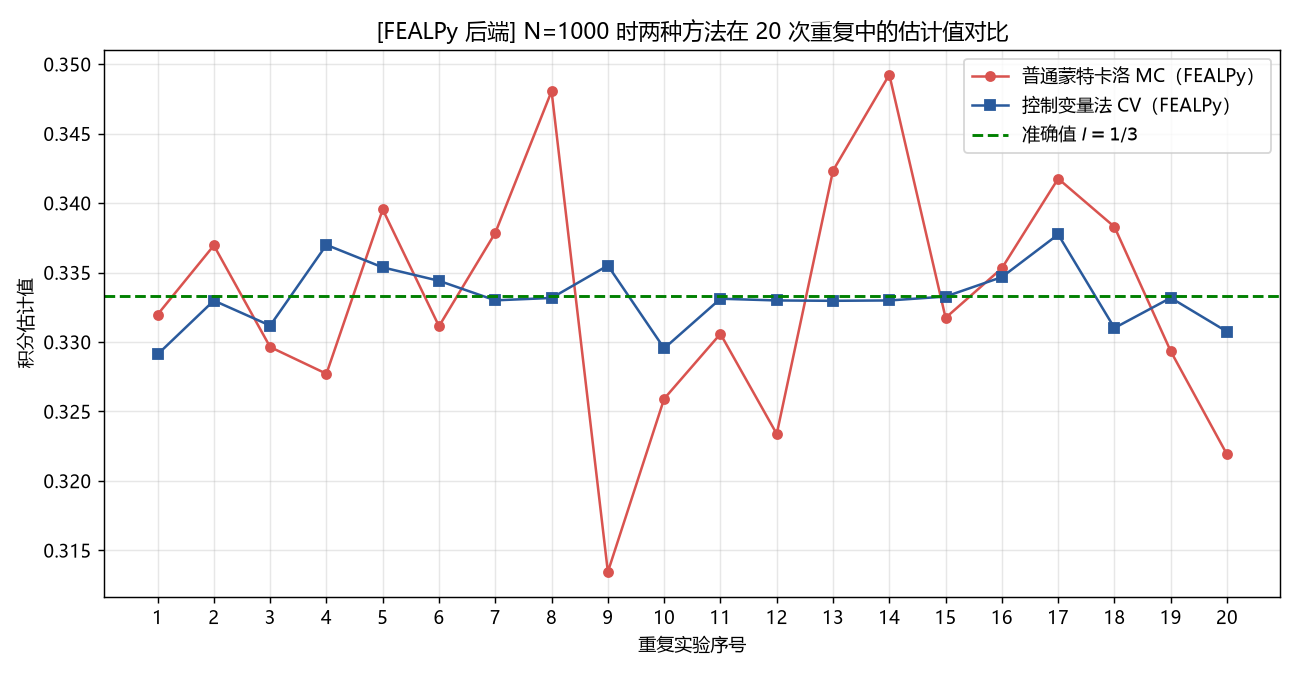 [FEALPy 后端] N=1000 时两种方法在 20 次重复中的估计值对比
普通蒙特卡洛 MC（FEALPy）
控制变量法 CV（FEALPy）
准确值 I = 1/3
积分估计值
0.350
0.345
0.340
0.335
0.330
0.325
0.320
0.315
1 2 3 4 5 6 7 8 9 10 11 12 13 14 15 16 17 18 19 20
重复实验序号